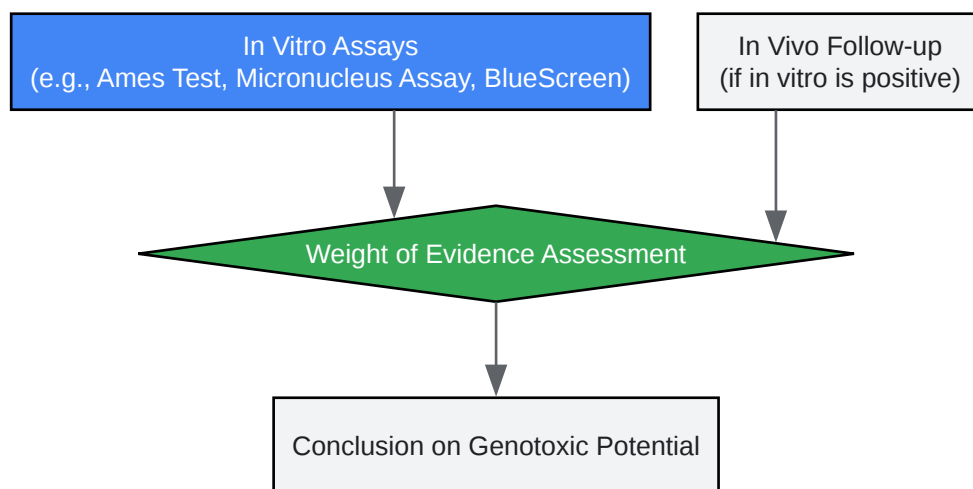 In Vitro Assays
(e.g., Ames Test, Micronucleus Assay, BlueScreen)
In Vivo Follow-up
(if in vitro is positive)
Weight of Evidence Assessment
Conclusion on Genotoxic Potential